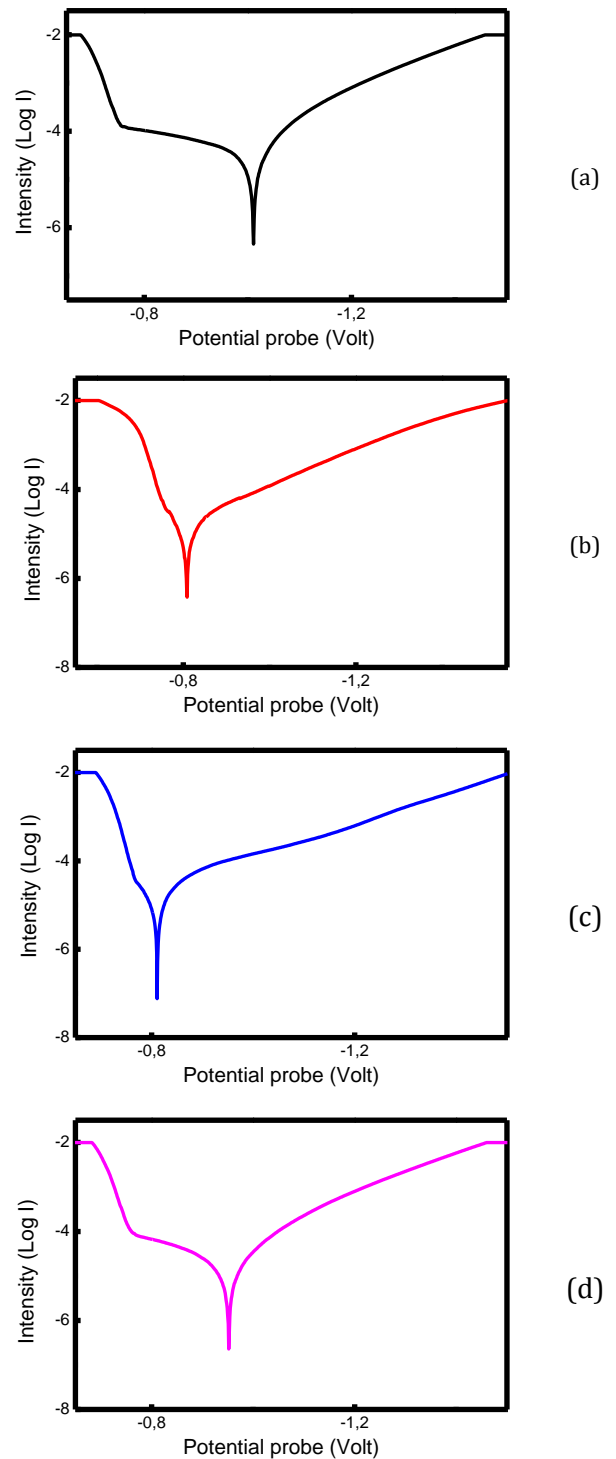 -2
-4
-6
Intensity (Log I)
-0,8 -1,2
Potential probe (Volt)
(a)
-2
-4
-6
-8
Intensity (Log I)
-0,8 -1,2
Potential probe (Volt)
(b)
-2
-4
-6
-8
Intensity (Log I)
-0,8 -1,2
Potential probe (Volt)
(c)
-2
-4
-6
-8
Intensity (Log I)
-0,8 -1,2
Potential probe (Volt)
(d)